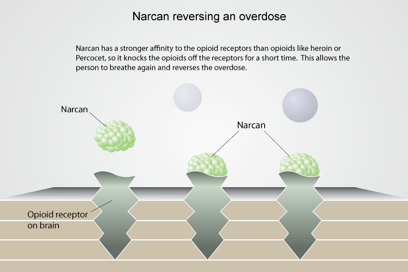 Narcan reversing an overdose
Narcan has a stronger affinity to the opioid receptors than opioids like heroin or
Percocet, so it knocks the opioids off the receptors for a short time. This allows the
person to breathe again and reverses the overdose.
Narcan
Narcan
Opioid receptor
on brain